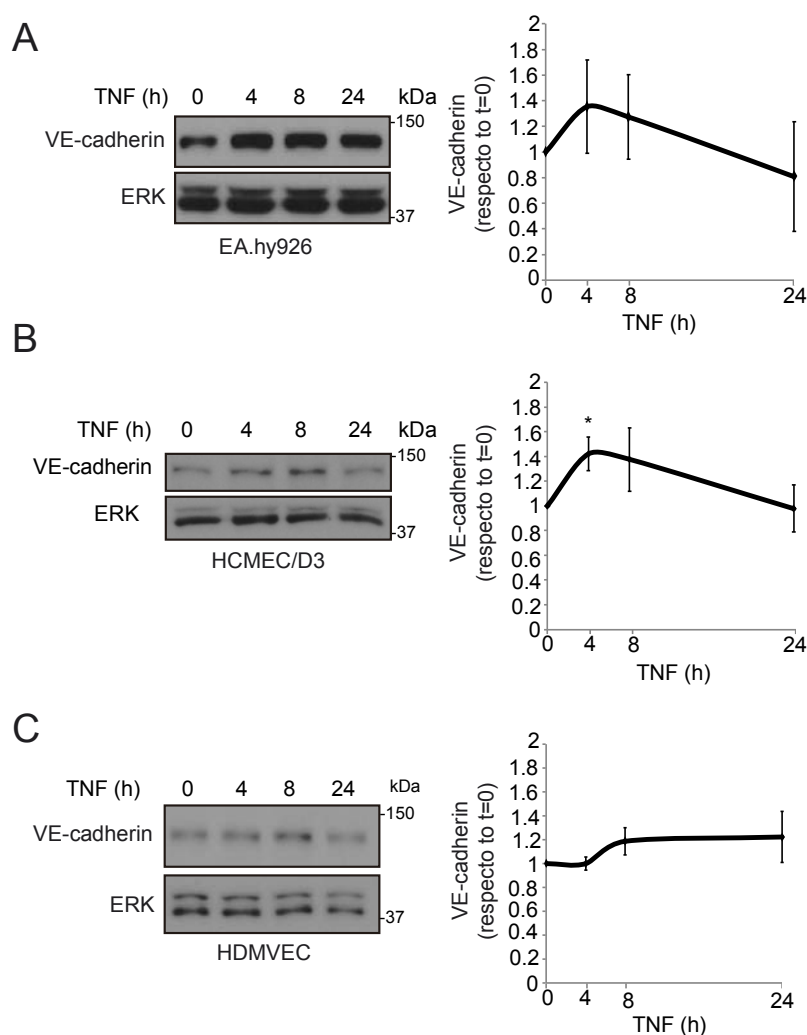 A
TNF (h) 0 4 8 24 kDa
-150
VE-cadherin
ERK
-37
EA.hy926
VE-cadherin
(respecto to t=0)
2
1.8
1.6
1.4
1.2
1
0.8
0.6
0.4
0.2
0
0 4 8 24
TNF (h)
B
TNF (h) 0 4 8 24 kDa
-150
VE-cadherin
ERK
-37
HCMEC/D3
VE-cadherin
(respecto to t=0)
2
1.8
1.6
1.4
1.2
1
0.8
0.6
0.4
0.2
0
*
0 4 8 24
TNF (h)
C
TNF (h) 0 4 8 24 kDa
-150
VE-cadherin
ERK
-37
HDMVEC
VE-cadherin
(respecto to t=0)
2
1.8
1.6
1.4
1.2
1
0.8
0.6
0.4
0.2
0
0 4 8 24
TNF (h)